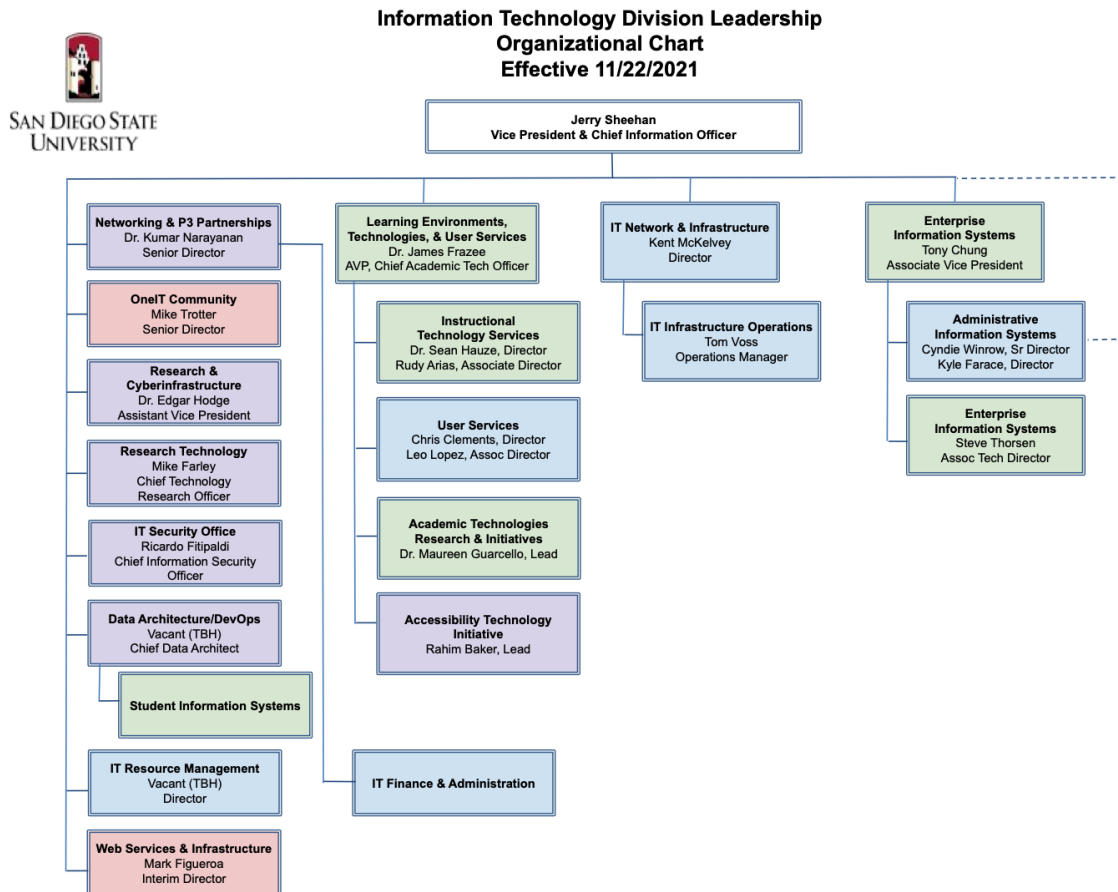 Information Technology Division Leadership
Organizational Chart
Effective 11/22/2021
SAN DIEGO STATE
UNIVERSITY
Jerry Sheehan
Vice President & Chief Information Officer
Networking & P3 Partnerships
Dr. Kumar Narayanan
Senior Director
OneIT Community
Mike Trotter
Senior Director
Research &
Cyberinfrastructure
Dr. Edgar Hodge
Assistant Vice President
Research Technology
Mike Farley
Chief Technology
Research Officer
IT Security Office
Ricardo Fitipaldi
Chief Information Security
Officer
Data Architecture/DevOps
Vacant (TBH)
Chief Data Architect
Student Information Systems
IT Resource Management
Vacant (TBH)
Director
Web Services & Infrastructure
Mark Figueroa
Interim Director
Learning Environments,
Technologies, & User Services
Dr. James Frazee
AVP, Chief Academic Tech Officer
Instructional
Technology Services
Dr. Sean Hauze, Director
Rudy Arias, Associate Director
User Services
Chris Clements, Director
Leo Lopez, Assoc Director
Academic Technologies
Research & Initiatives
Dr. Maureen Guarcello, Lead
Accessibility Technology
Initiative
Rahim Baker, Lead
IT Finance & Administration
IT Network & Infrastructure
Kent McKelvey
Director
IT Infrastructure Operations
Tom Voss
Operations Manager
Enterprise
Information Systems
Tony Chung
Associate Vice President
Administrative
Information Systems
Cyndie Winrow, Sr Director
Kyle Farace, Director
Enterprise
Information Systems
Steve Thorsen
Assoc Tech Director